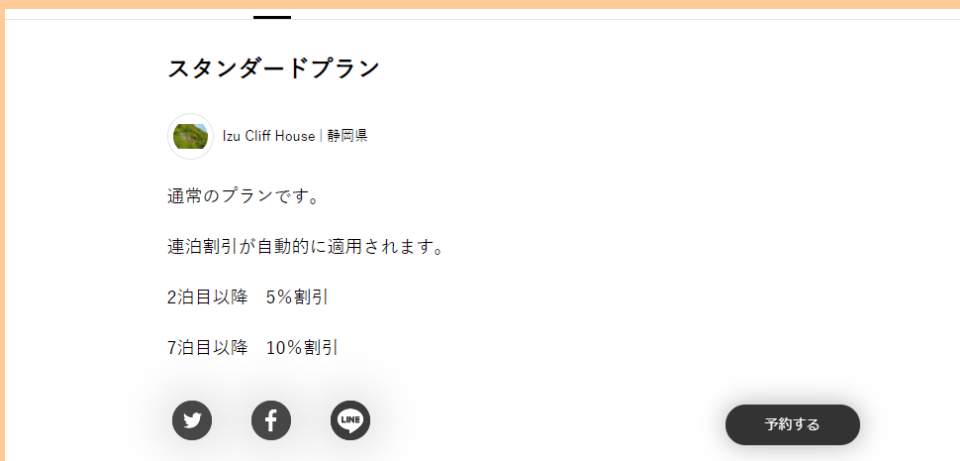 スタンダードプラン
Izu Cliff House | 静岡県
通常のプランです。
連泊割引が自動的に適用されます。
2泊目以降　5%割引
7泊目以降　10%割引
LINE
予約する